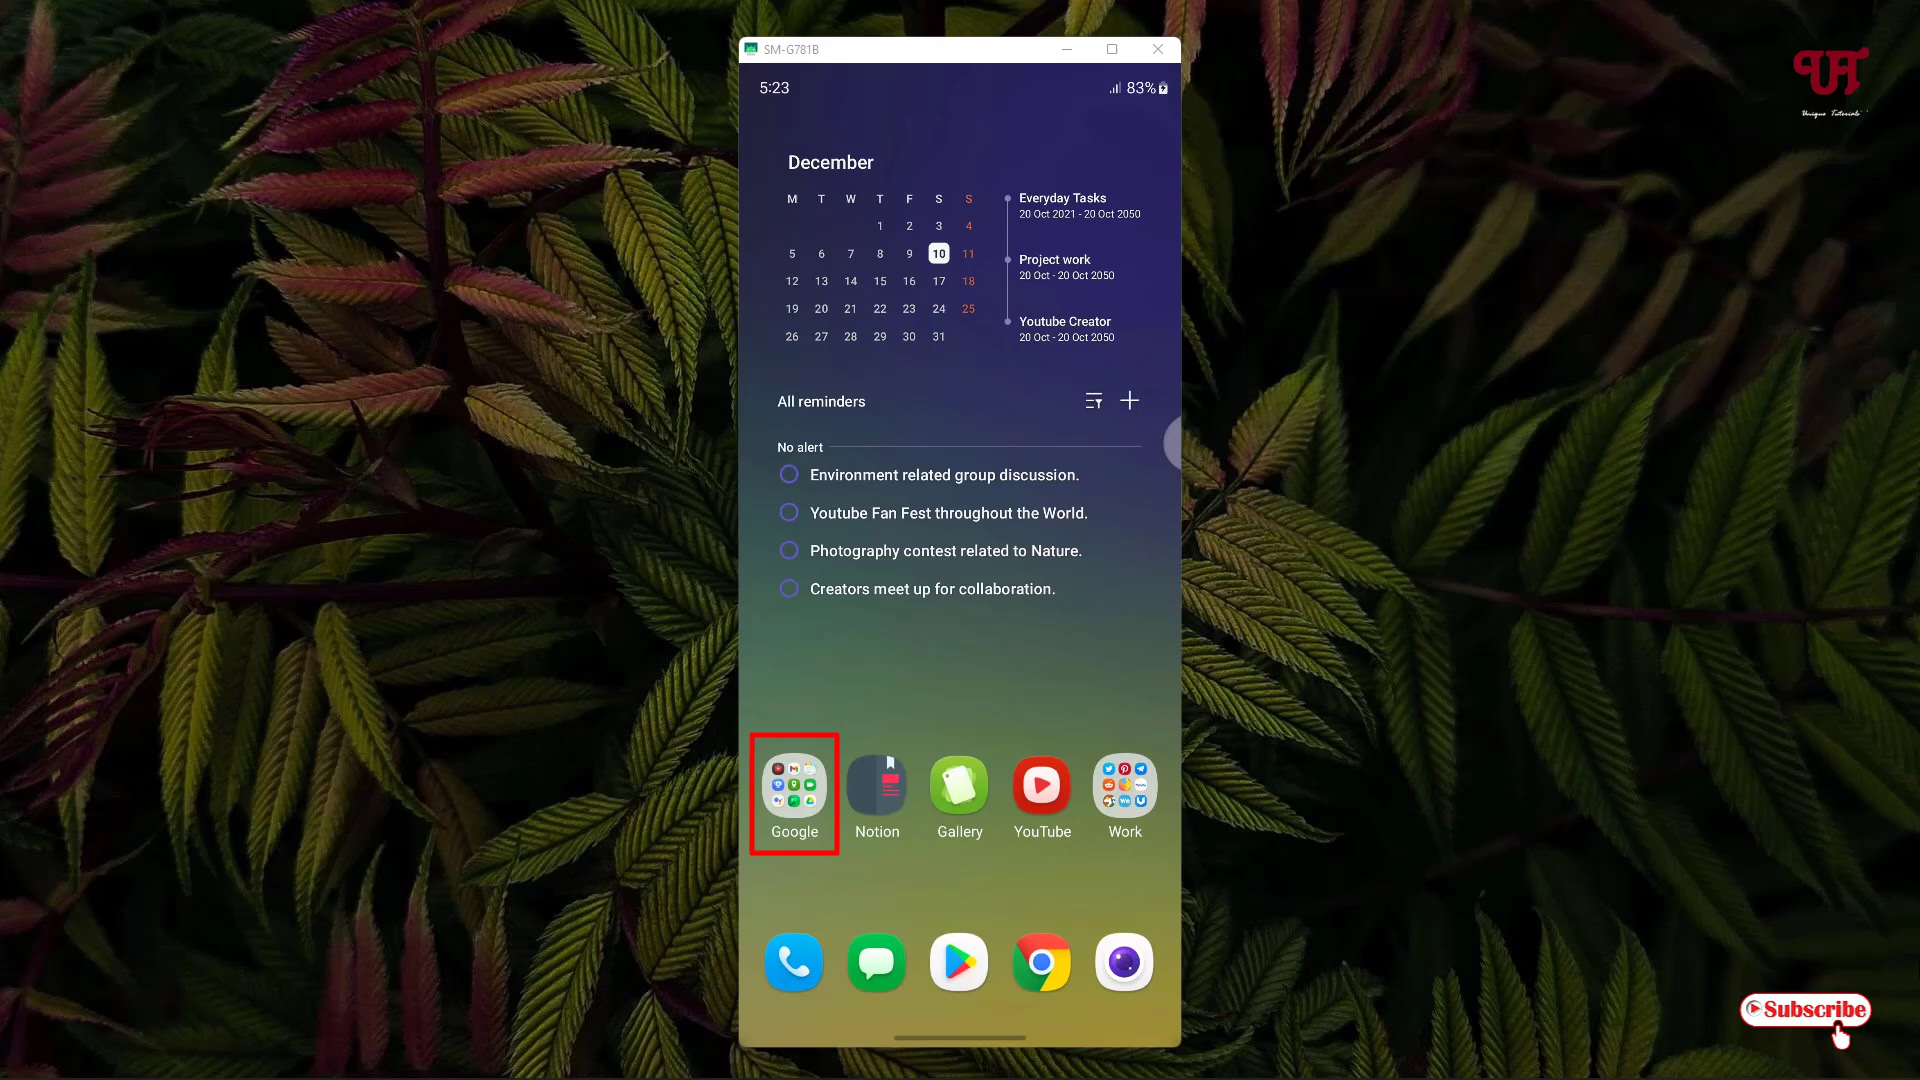 SM-G781B
5:23
83%
December
M T W T F S S
1 2 3 4
5 6 7 8 9 10 11
12 13 14 15 16 17 18
19 20 21 22 23 24 25
26 27 28 29 30 31
Everyday Tasks
20 Oct 2021 - 20 Oct 2050
Project work
20 Oct - 20 Oct 2050
Youtube Creator
20 Oct - 20 Oct 2050
All reminders
No alert
Environment related group discussion.
Youtube Fan Fest throughout the World.
Photography contest related to Nature.
Creators meet up for collaboration.
Google Notion Gallery YouTube Work
UA
Unique Tutorials
Subscribe